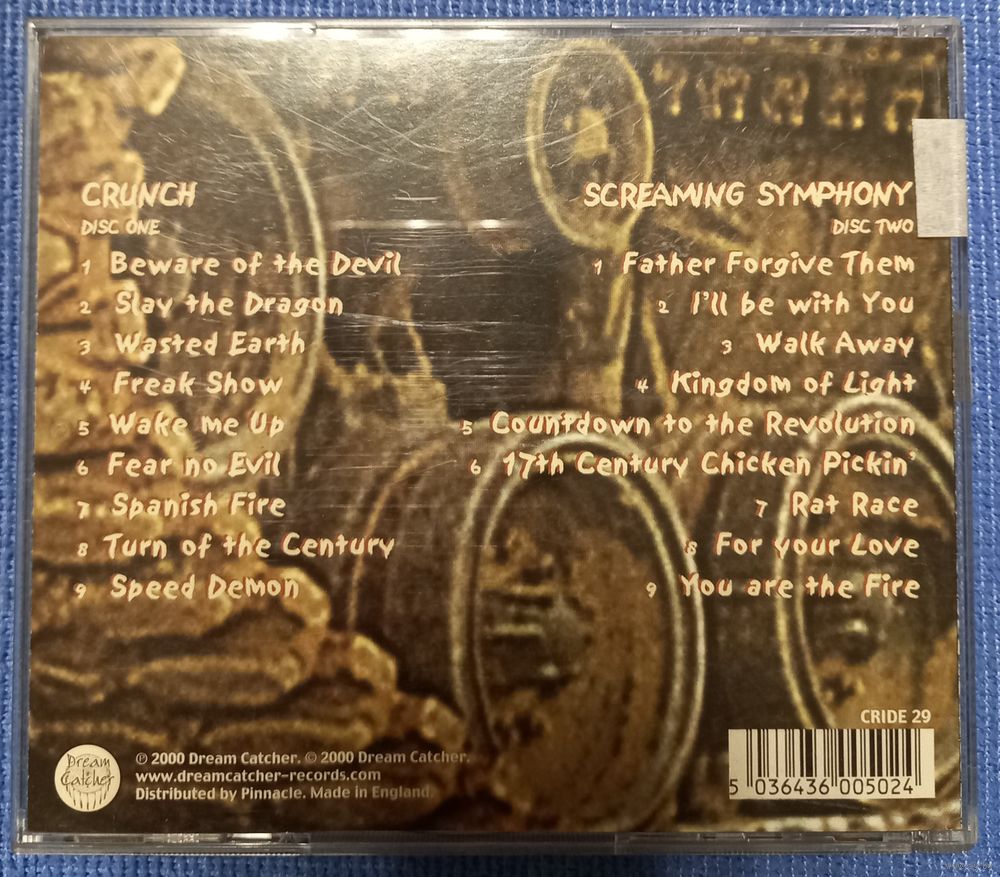 CRUNCH
DISC ONE
1 Beware of the Devil
2 Slay the Dragon
3 Wasted Earth
4 Freak Show
5 Wake me Up
6 Fear no Evil
7 Spanish Fire
8 Turn of the Century
9 Speed Demon
SCREAMING SYMPHONY
DISC TWO
1 Father Forgive Them
2 I'll be with You
3 Walk Away
4 Kingdom of Light
5 Countdown to the Revolution
6 17th Century Chicken Pickin'
7 Rat Race
8 For your Love
9 You are the Fire
Dream
Catcher
℗ 2000 Dream Catcher. © 2000 Dream Catcher.
www.dreamcatcher-records.com
Distributed by Pinnacle. Made in England.
CRIDE 29
5 036436 005024